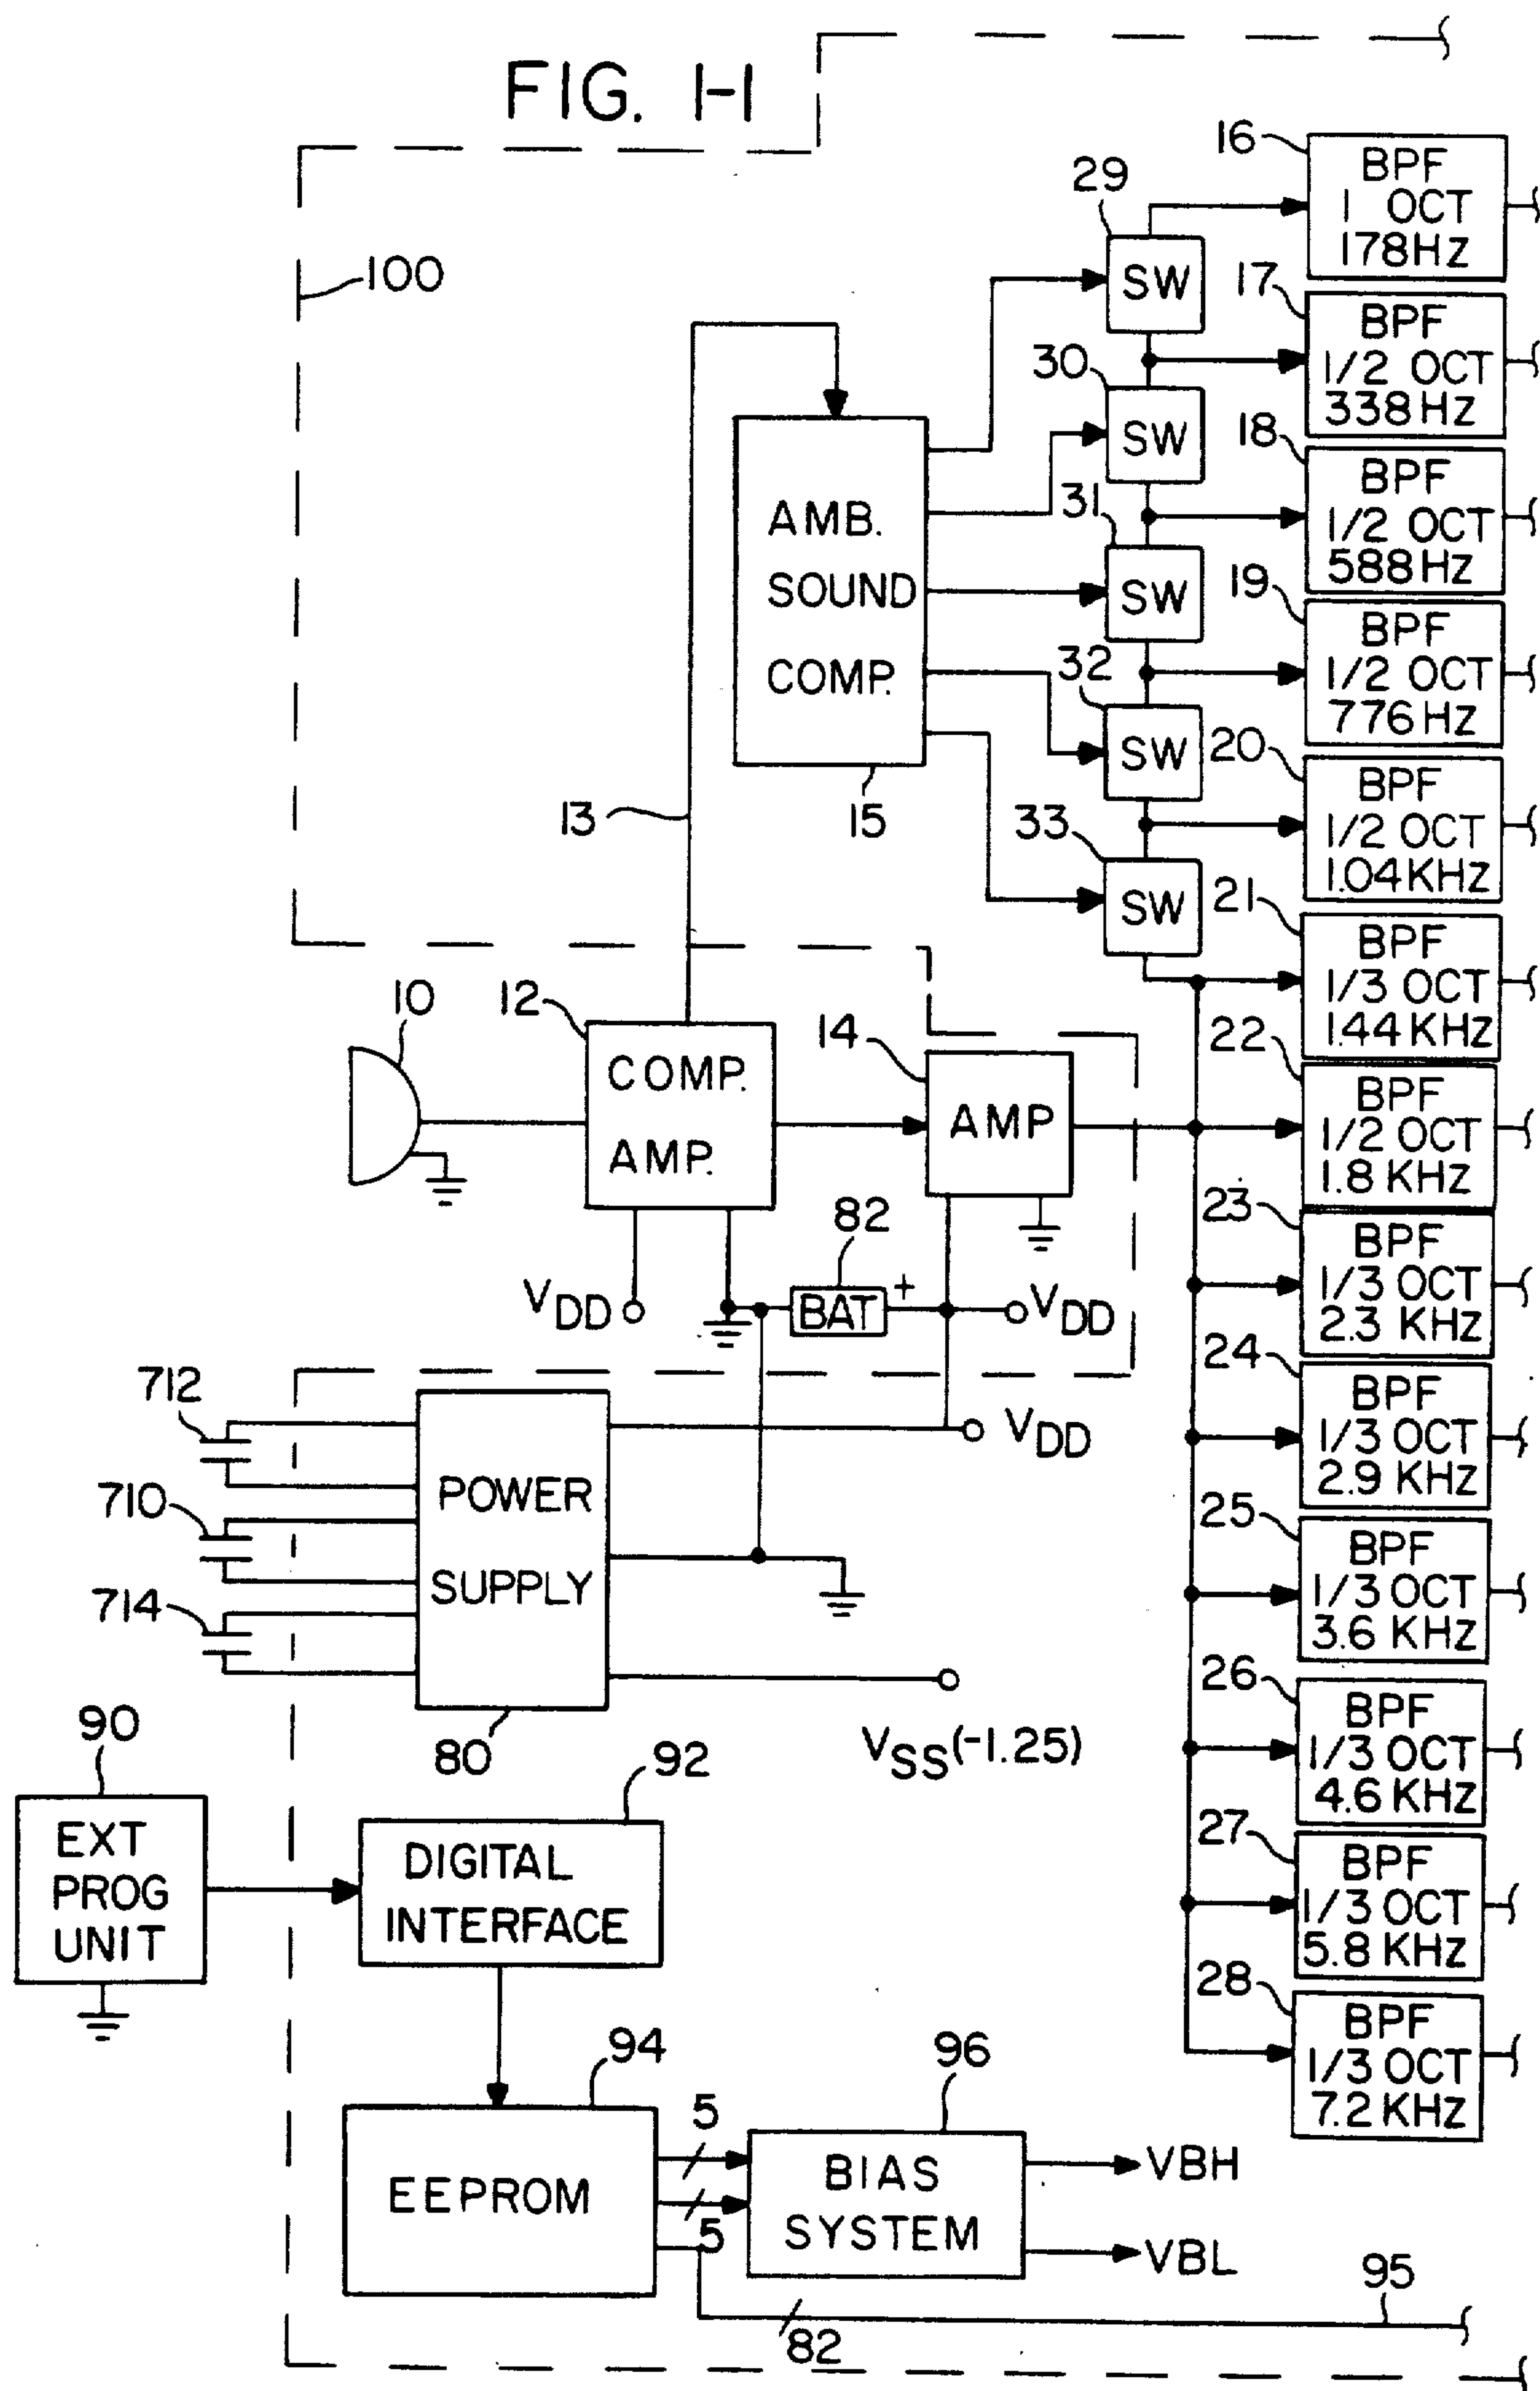 FIG. 1-1
100
16
BPF
1 OCT
178Hz
29
SW
17
BPF
1/2 OCT
338Hz
30
SW
18
BPF
1/2 OCT
588Hz
31
SW
AMB.
SOUND
COMP.
15
13
19
BPF
1/2 OCT
776Hz
32
SW
20
BPF
1/2 OCT
1.04KHz
33
SW
21
BPF
1/3 OCT
1.44KHz
10
12
COMP.
AMP.
14
AMP
22
BPF
1/2 OCT
1.8 KHz
VDD
82
BAT
+
VDD
23
BPF
1/3 OCT
2.3 KHz
712
710
714
POWER
SUPPLY
80
VDD
VSS(-1.25)
24
BPF
1/3 OCT
2.9 KHz
25
BPF
1/3 OCT
3.6 KHz
26
BPF
1/3 OCT
4.6 KHz
90
EXT
PROG
UNIT
92
DIGITAL
INTERFACE
27
BPF
1/3 OCT
5.8 KHz
28
BPF
1/3 OCT
7.2 KHz
94
EEPROM
5
5
96
BIAS
SYSTEM
VBH
VBL
82
95